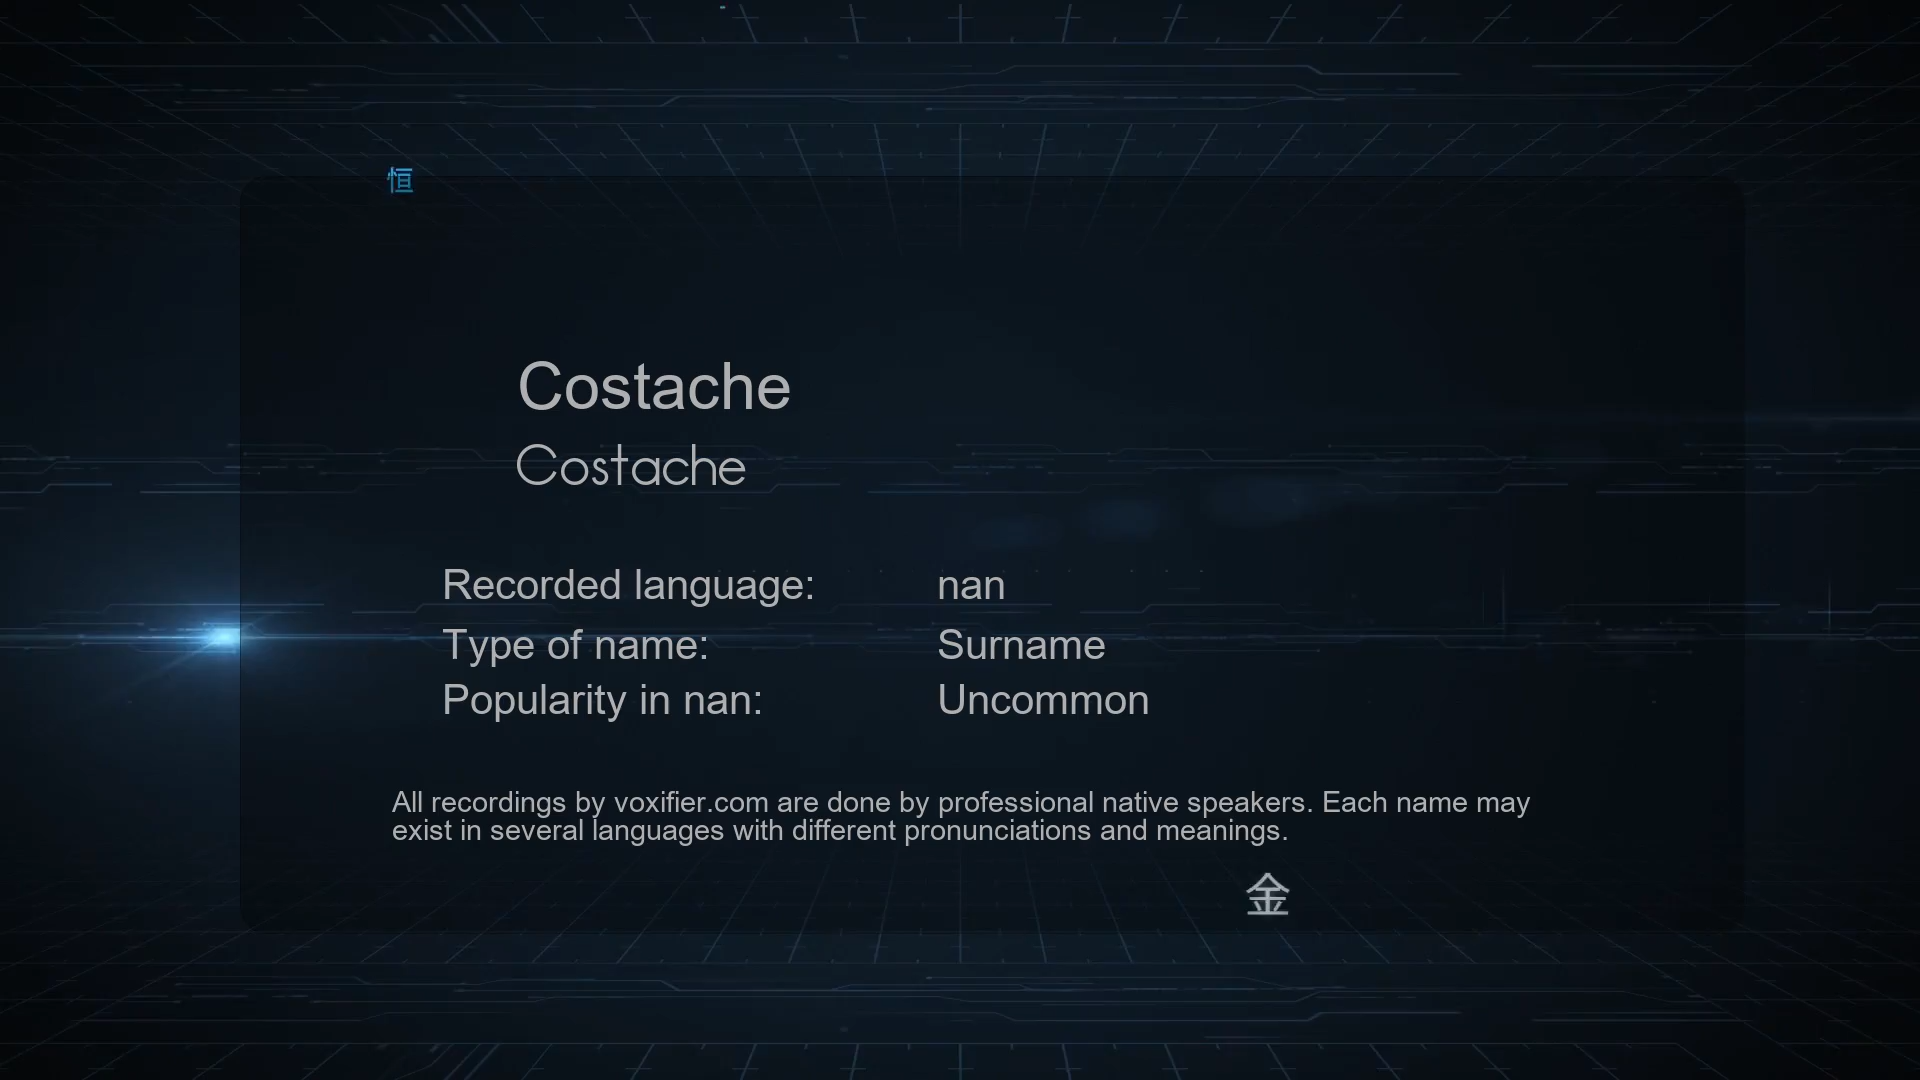 恒
Costache
Costache
Recorded language: nan
Type of name: Surname
Popularity in nan: Uncommon
All recordings by voxifier.com are done by professional native speakers. Each name may
exist in several languages with different pronunciations and meanings.
金